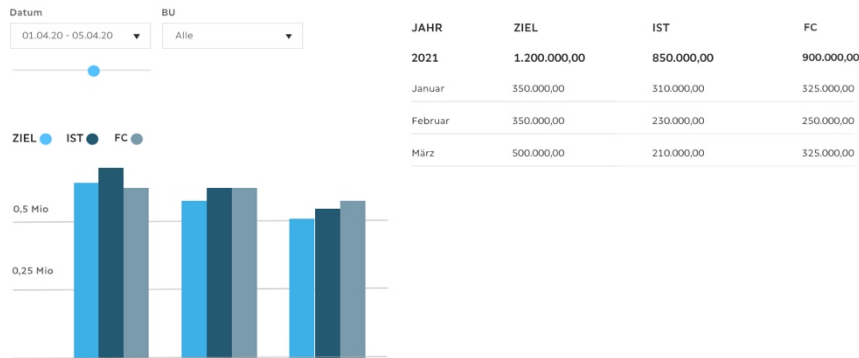 Datum BU
01.04.20 - 05.04.20 Alle
ZIEL IST FC
0,5 Mio
0,25 Mio
JAHR ZIEL IST FC
2021 1.200.000,00 850.000,00 900.000,00
Januar 350.000,00 310.000,00 325.000,00
Februar 350.000,00 230.000,00 250.000,00
März 500.000,00 210.000,00 325.000,00